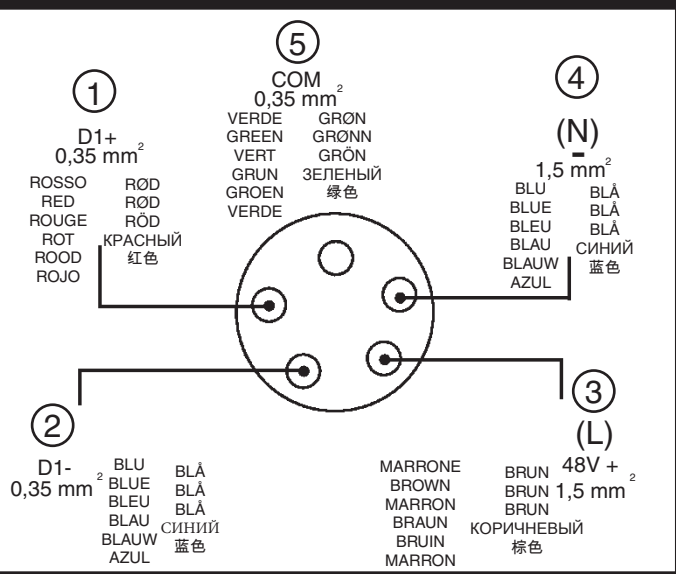 1
D1+
0,35 mm²
ROSSO
RED
ROUGE
ROT
ROOD
ROJO
RØD
RØD
RÖD
КРАСНЫЙ
红色
5
COM
0,35 mm²
VERDE
GREEN
VERT
GRUN
GROEN
VERDE
GRØN
GRØNN
GRÖN
ЗЕЛЕНЫЙ
绿色
4
(N)
-
1,5 mm²
BLU
BLUE
BLEU
BLAU
BLAUW
AZUL
BLÅ
BLÅ
BLÅ
СИНИЙ
蓝色
2
D1-
0,35 mm²
BLU
BLUE
BLEU
BLAU
BLAUW
AZUL
BLÅ
BLÅ
BLÅ
СИНИЙ
蓝色
3
(L)
48V +
1,5 mm²
MARRONE
BROWN
MARRON
BRAUN
BRUIN
MARRON
BRUN
BRUN
BRUN
КОРИЧНЕВЫЙ
棕色